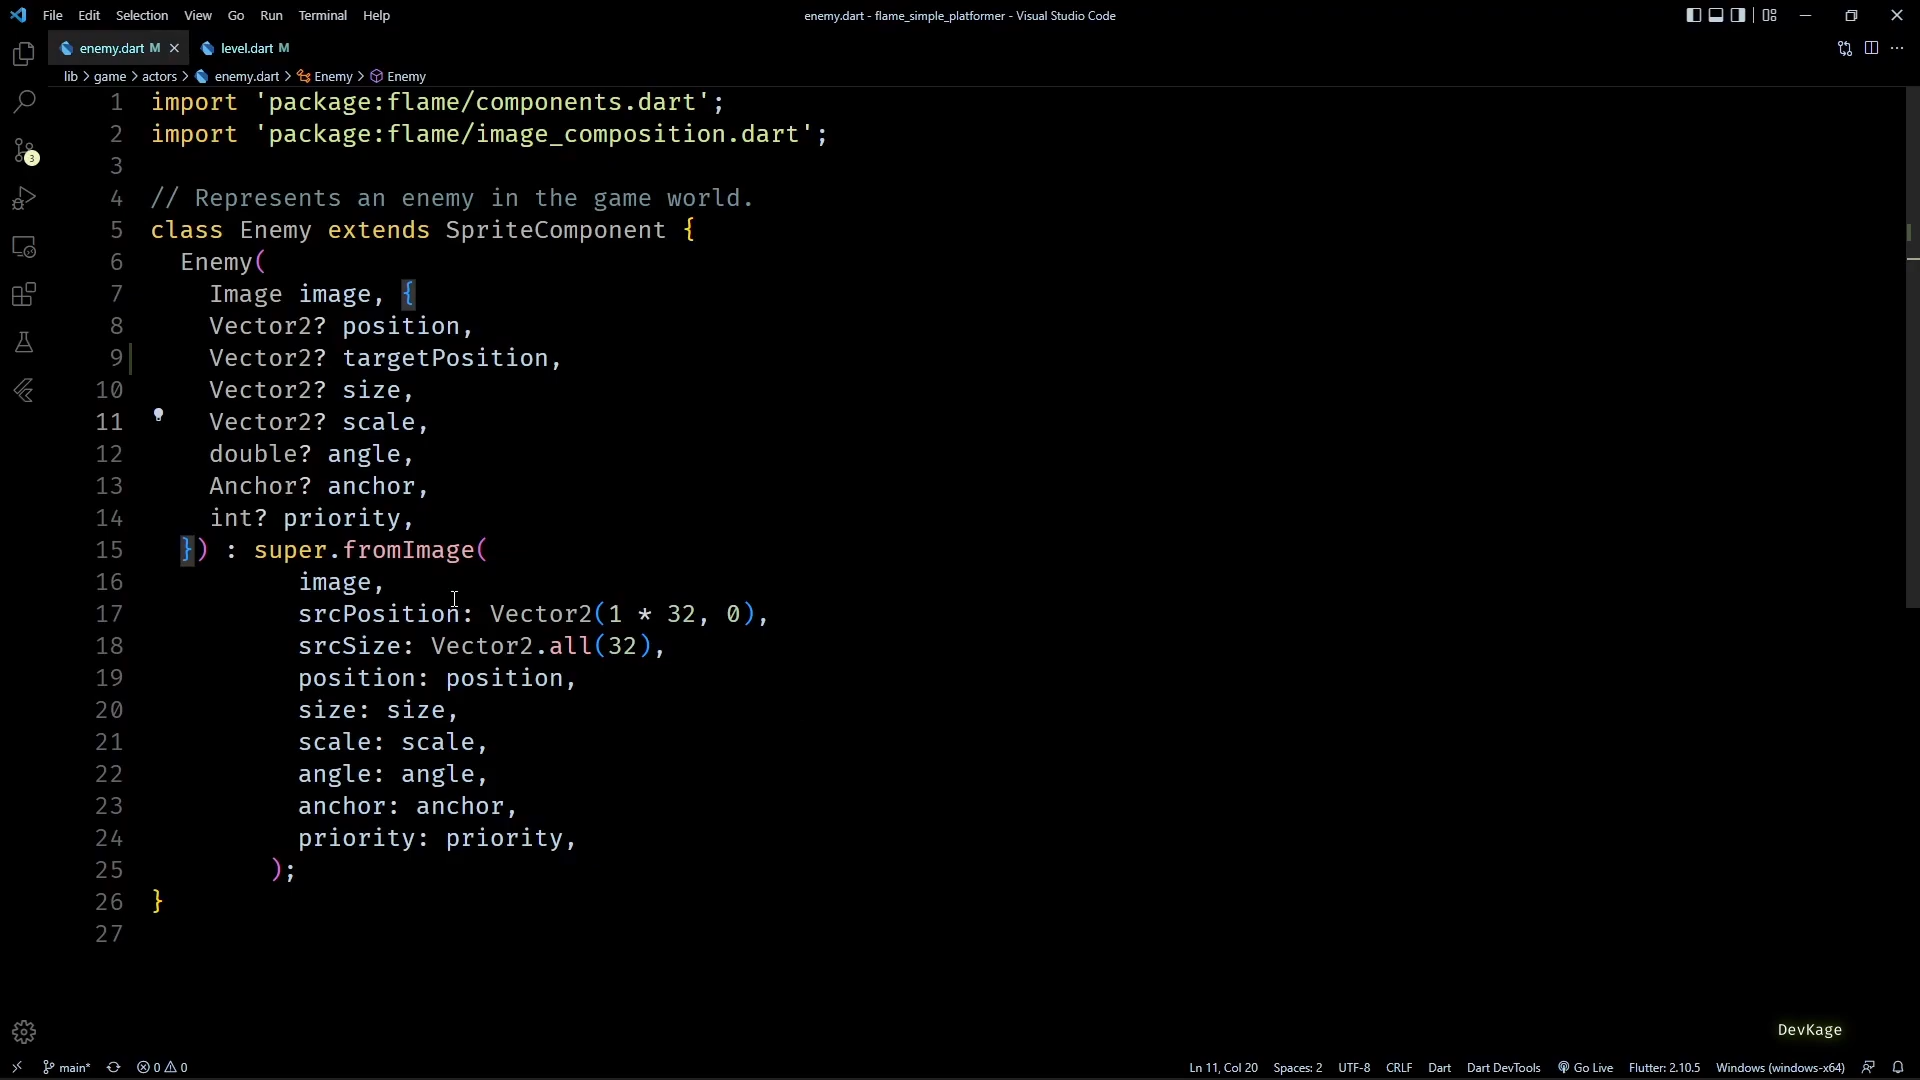 File Edit Selection View Go Run Terminal Help
enemy.dart - flame_simple_platformer - Visual Studio Code
enemy.dart M
level.dart M
lib > game > actors > enemy.dart > Enemy > Enemy
1 import 'package:flame/components.dart';
2 import 'package:flame/image_composition.dart';
3
4 // Represents an enemy in the game world.
5 class Enemy extends SpriteComponent {
6 Enemy(
7 Image image, {
8 Vector2? position,
9 Vector2? targetPosition,
10 Vector2? size,
11 Vector2? scale,
12 double? angle,
13 Anchor? anchor,
14 int? priority,
15 }) : super.fromImage(
16 image,
17 srcPosition: Vector2(1 * 32, 0),
18 srcSize: Vector2.all(32),
19 position: position,
20 size: size,
21 scale: scale,
22 angle: angle,
23 anchor: anchor,
24 priority: priority,
25 );
26 }
27
3
DevKage
main* 0 0
Ln 11, Col 20 Spaces: 2 UTF-8 CRLF Dart Dart DevTools Go Live Flutter: 2.10.5 Windows (windows-x64)